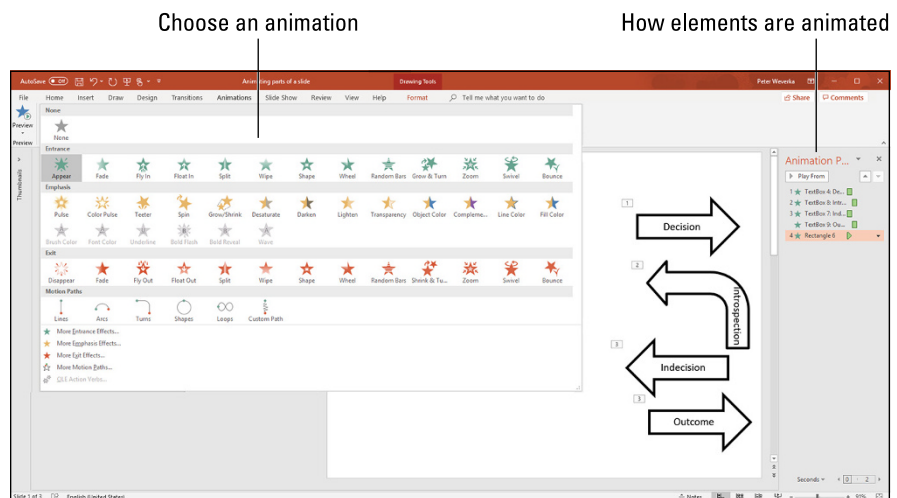 Choose an animation How elements are animated
AutoSave Off Animating parts of a slide Drawing Tools Peter Weverka
File Home Insert Draw Design Transitions Animations Slide Show Review View Help Format Tell me what you want to do Share Comments
Preview
Preview
Thumbnails
None
None
Entrance
Appear Fade Fly In Float In Split Wipe Shape Wheel Random Bars Grow & Turn Zoom Swivel Bounce
Emphasis
Pulse Color Pulse Teeter Spin Grow/Shrink Desaturate Darken Lighten Transparency Object Color Compleme... Line Color Fill Color
Brush Color Font Color Underline Bold Flash Bold Reveal Wave
Exit
Disappear Fade Fly Out Float Out Split Wipe Shape Wheel Random Bars Shrink & Tu... Zoom Swivel Bounce
Motion Paths
Lines Arcs Turns Shapes Loops Custom Path
More Entrance Effects...
More Emphasis Effects...
More Exit Effects...
More Motion Paths...
OLE Action Verbs...
1
Decision
2
Introspection
3
Indecision
3
Outcome
Animation P...
Play From
1 TextBox 4: De...
2 TextBox 8: Intr...
3 TextBox 7: Ind...
TextBox 9: Ou...
4 Rectangle 6
Seconds 0 2
Slide 1 of 3 English (United States) Notes 91%